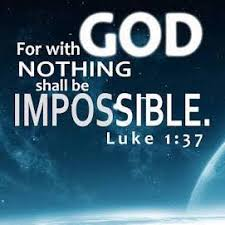 For with GOD
NOTHING
shall be
IMPOSSIBLE.
Luke 1:37